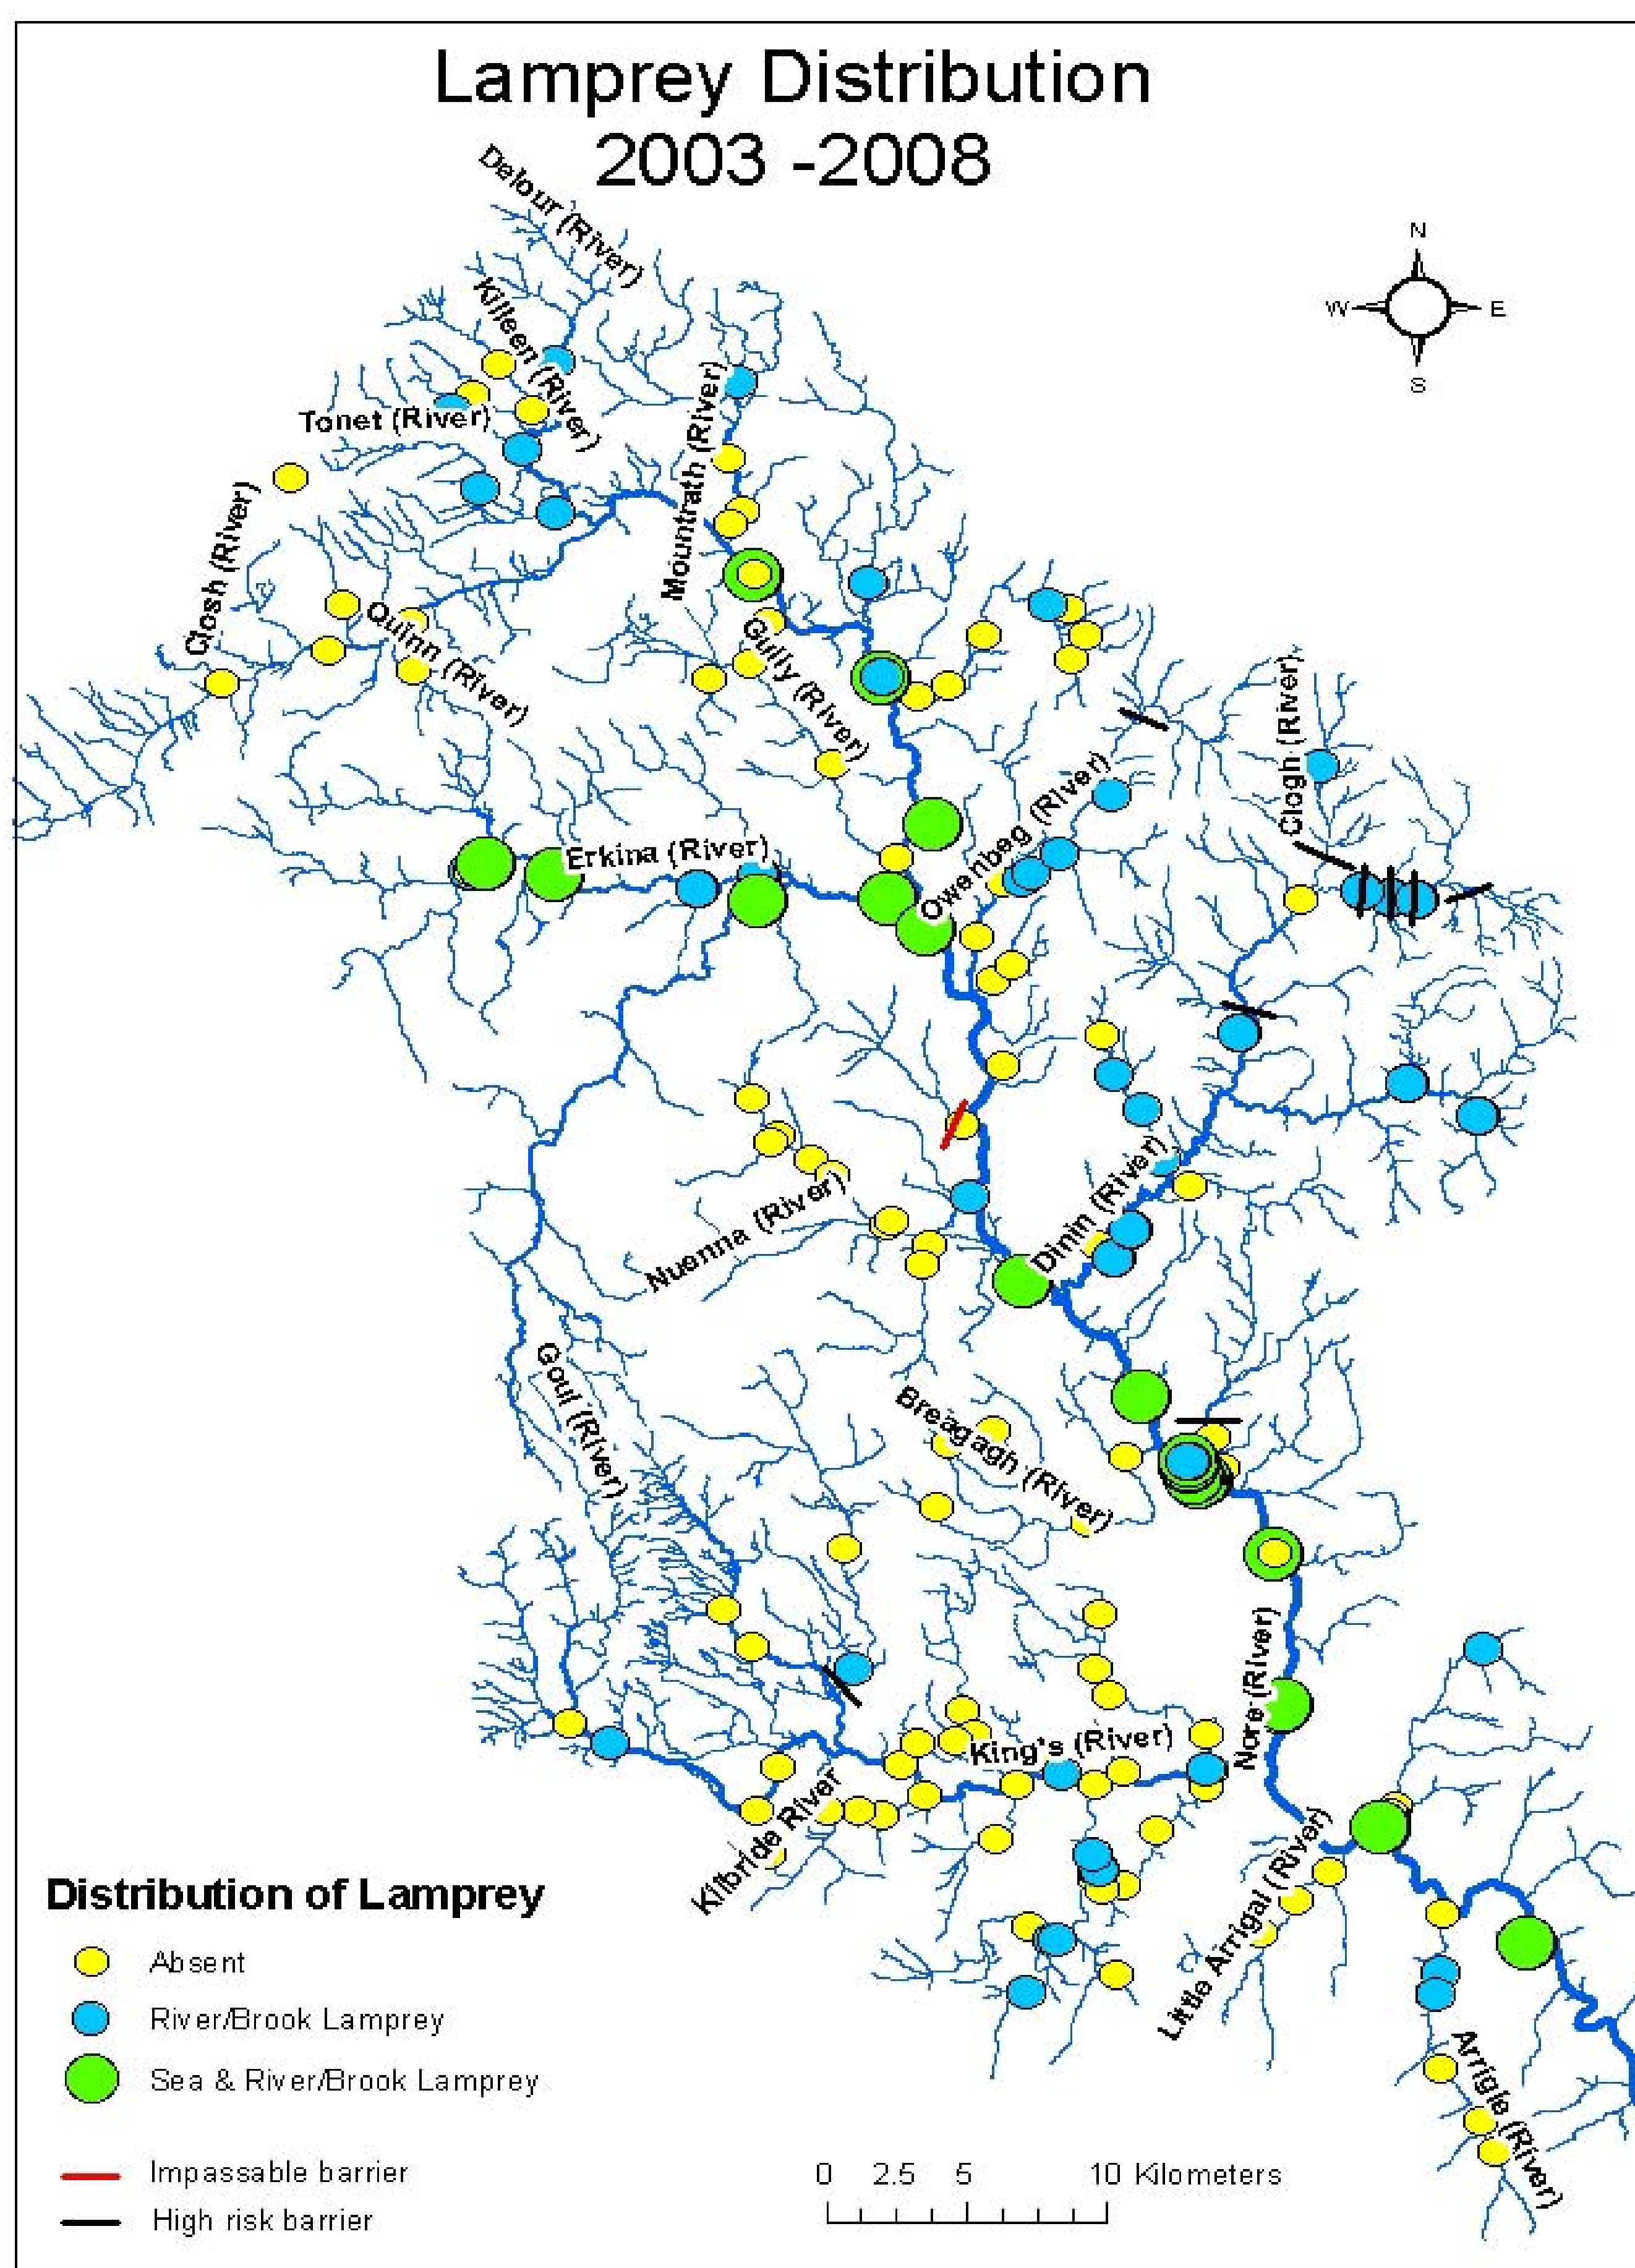 Lamprey Distribution
2003 -2008
Delour (River)
N
W
E
S
Killeen (River)
Mountrath (River)
Tonet (River)
Closh (River)
Quinn (River)
Gully (River)
Clogh (River)
Owenbeg (River)
Erkina (River)
Dinin (River)
Nuenna (River)
Goul (River)
Breagagh (River)
Nore (River)
King's (River)
Kilbride River
Little Arrigal (River)
Arrigle (River)
Distribution of Lamprey
Absent
River/Brook Lamprey
Sea & River/Brook Lamprey
Impassable barrier
High risk barrier
0 2.5 5 10 Kilometers